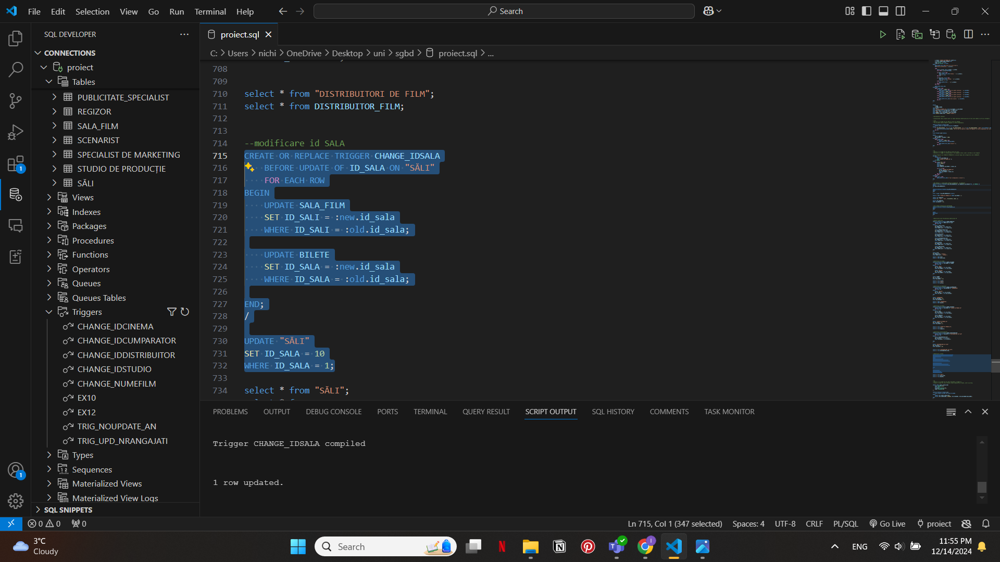 File Edit Selection View Go Run Terminal Help
Search
SQL DEVELOPER
CONNECTIONS
proiect
Tables
PUBLICITATE_SPECIALIST
REGIZOR
SALA_FILM
SCENARIST
SPECIALIST DE MARKETING
STUDIO DE PRODUCȚIE
SĂLI
Views
Indexes
Packages
Procedures
Functions
Operators
Queues
Queues Tables
Triggers
CHANGE_IDCINEMA
CHANGE_IDCUMPARATOR
CHANGE_IDDISTRIBUITOR
CHANGE_IDSTUDIO
CHANGE_NUMEFILM
EX10
EX12
TRIG_NOUPDATE_AN
TRIG_UPD_NRANGAJATI
Types
Sequences
Materialized Views
Materialized View Logs
SQL SNIPPETS
1
1
proiect.sql
C: > Users > nichi > OneDrive > Desktop > uni > sgbd > proiect.sql > ...
708
709
710 select * from "DISTRIBUITORI DE FILM";
711 select * from DISTRIBUITOR_FILM;
712
713
714 --modificare id SALA
715 CREATE OR REPLACE TRIGGER CHANGE_IDSALA
716 BEFORE UPDATE OF ID_SALA ON "SĂLI"
717 FOR EACH ROW
718 BEGIN
719 UPDATE SALA_FILM
720 SET ID_SALI = :new.id_sala
721 WHERE ID_SALI = :old.id_sala;
722
723 UPDATE BILETE
724 SET ID_SALA = :new.id_sala
725 WHERE ID_SALA = :old.id_sala;
726
727 END;
728 /
729
730 UPDATE "SĂLI"
731 SET ID_SALA = 10
732 WHERE ID_SALA = 1;
733
734 select * from "SĂLI";
PROBLEMS OUTPUT DEBUG CONSOLE PORTS TERMINAL QUERY RESULT SCRIPT OUTPUT SQL HISTORY COMMENTS TASK MONITOR
Trigger CHANGE_IDSALA compiled
1 row updated.
0 0 0 Ln 715, Col 1 (347 selected) Spaces: 4 UTF-8 CRLF PL/SQL Go Live proiect
3°C
Cloudy
Search
ENG
11:55 PM
12/14/2024